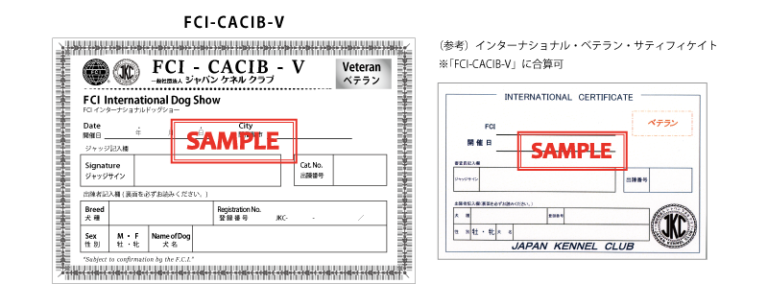 FCI-CACIB-V
FCI - CACIB - V
一般社団法人 ジャパン ケネル クラブ
Veteran
ベテラン
FCI International Dog Show
FCI インターナショナルドッグショー
Date
開催日
年 月
City
SAMPLE
ジャッジ記入欄
Signature
ジャッジサイン
Cat. No.
出陳番号
出陳者記入欄 (裏面を必ずお読みください。)
Breed
犬 種
Registration No.
登録番号
JKC- - /
Sex
性 別
M ・ F
牡 ・ 牝
Name of Dog
犬 名
"Subject to confirmation by the F.C.I."
(参考) インターナショナル・ベテラン・サティフィケイト
※「FCI-CACIB-V」に合算可
INTERNATIONAL CERTIFICATE
ベテラン
FCI
開催日
SAMPLE
審査員記入欄
ジャッジサイン
出陳番号
出陳者記入欄(裏面を必ずお読みください。)
犬 種
登録番号
性 別
牡・牝
犬 名
JKC
JAPAN KENNEL CLUB